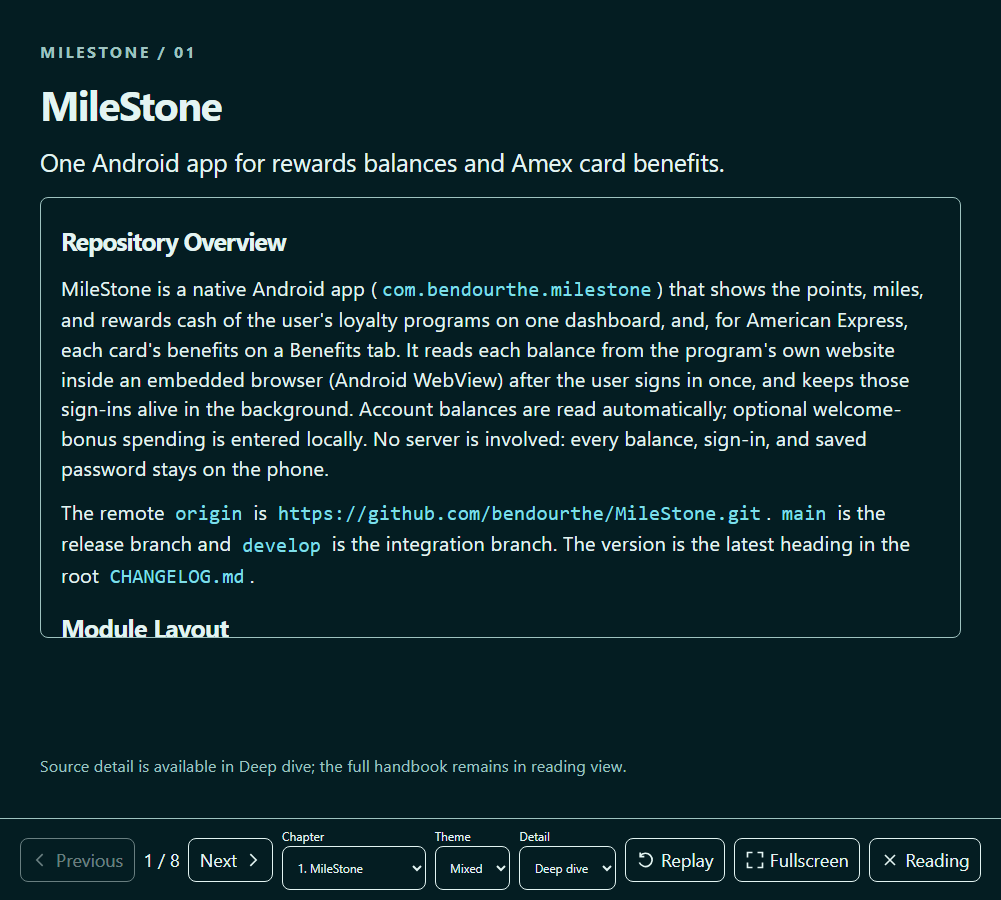 MILESTONE / 01
MileStone
One Android app for rewards balances and Amex card benefits.
Repository Overview
MileStone is a native Android app ( com.bendourthe.milestone ) that shows the points, miles,
and rewards cash of the user's loyalty programs on one dashboard, and, for American Express,
each card's benefits on a Benefits tab. It reads each balance from the program's own website
inside an embedded browser (Android WebView) after the user signs in once, and keeps those
sign-ins alive in the background. Account balances are read automatically; optional welcome-
bonus spending is entered locally. No server is involved: every balance, sign-in, and saved
password stays on the phone.
The remote origin is https://github.com/bendourthe/MileStone.git . main is the
release branch and develop is the integration branch. The version is the latest heading in the
root CHANGELOG.md .
Module Layout
Source detail is available in Deep dive; the full handbook remains in reading view.
Chapter Theme Detail
Previous 1 / 8 Next 1. MileStone Mixed Deep dive Replay Fullscreen Reading